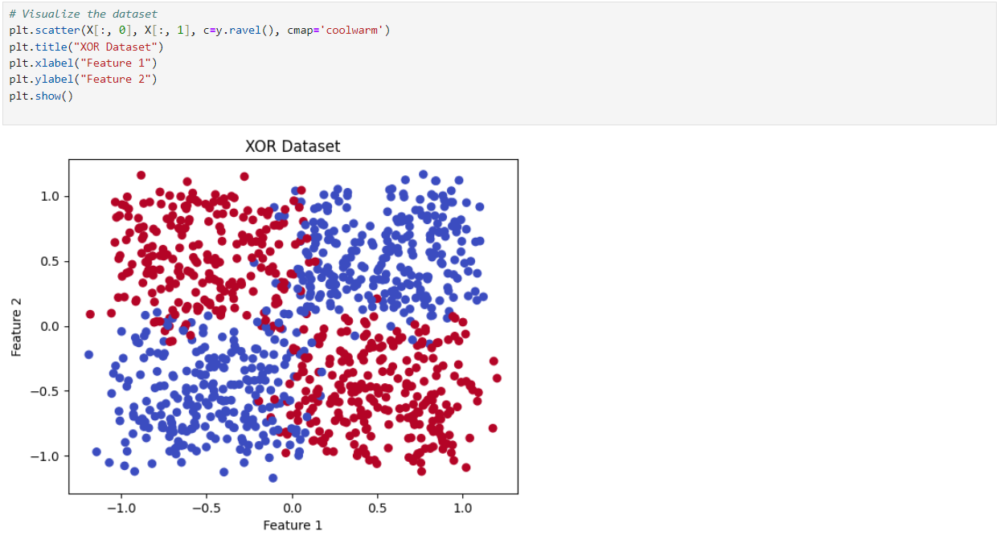 # Visualize the dataset
plt.scatter(X[:, 0], X[:, 1], c=y.ravel(), cmap='coolwarm')
plt.title("XOR Dataset")
plt.xlabel("Feature 1")
plt.ylabel("Feature 2")
plt.show()
XOR Dataset
1.0
0.5
0.0
−0.5
−1.0
Feature 2
−1.0 −0.5 0.0 0.5 1.0
Feature 1